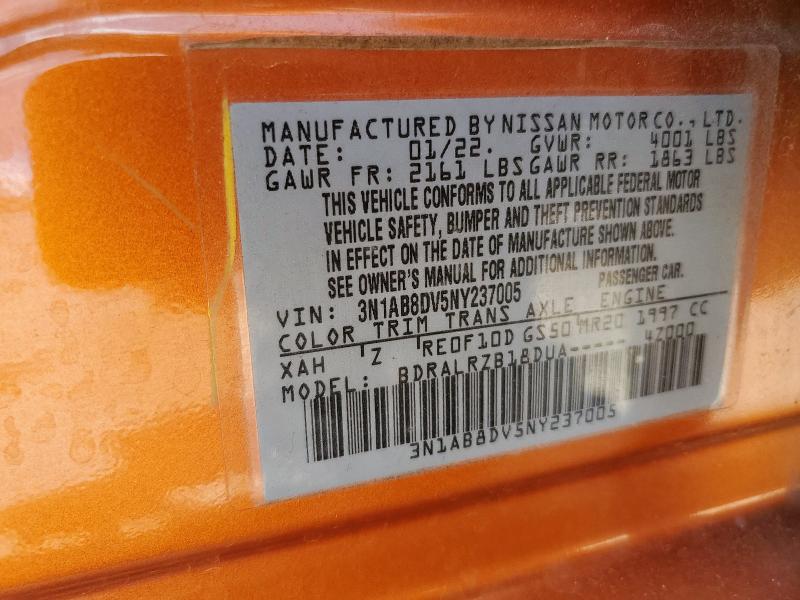 MANUFACTURED BY NISSAN MOTOR CO., LTD.
DATE: 01/22. GVWR: 4001 LBS
GAWR FR: 2161 LBS GAWR RR: 1863 LBS
THIS VEHICLE CONFORMS TO ALL APPLICABLE FEDERAL MOTOR
VEHICLE SAFETY, BUMPER AND THEFT PREVENTION STANDARDS
IN EFFECT ON THE DATE OF MANUFACTURE SHOWN ABOVE.
SEE OWNER'S MANUAL FOR ADDITIONAL INFORMATION.
VIN: 3N1AB8DV5NY237005 PASSENGER CAR.
COLOR TRIM TRANS AXLE ENGINE
XAH Z RE0F10D GS50 MR20 1997 CC
MODEL: BDRALRZB18DUA----- 4Z000
3N1AB8DV5NY237005